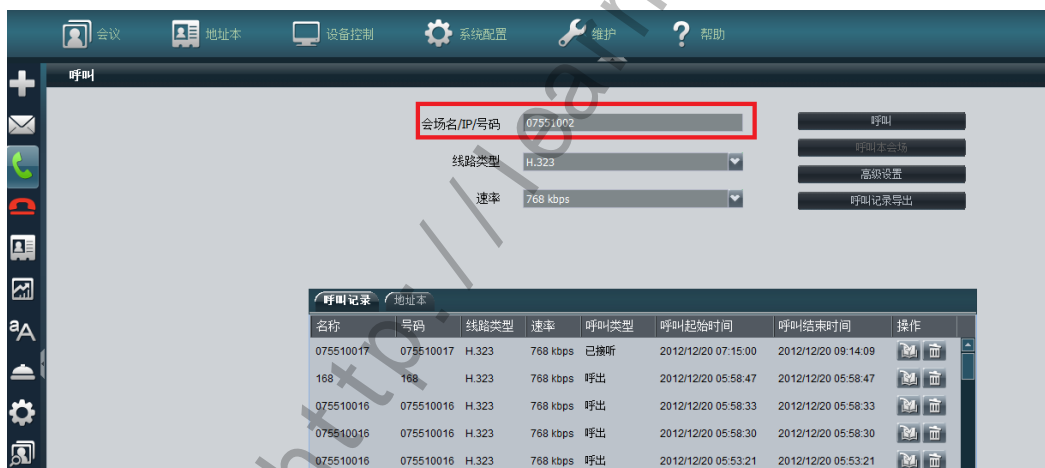 会议 地址本 设备控制 系统配置 维护 ? 帮助
呼叫
会场名/IP/号码 07551002 呼叫
呼叫本会场
线路类型 H.323
高级设置
速率 768 kbps 呼叫记录导出
呼叫记录 地址本
名称 号码 线路类型 速率 呼叫类型 呼叫起始时间 呼叫结束时间 操作
075510017 075510017 H.323 768 kbps 已接听 2012/12/20 07:15:00 2012/12/20 09:14:09
168 168 H.323 768 kbps 呼出 2012/12/20 05:58:47 2012/12/20 05:58:47
075510016 075510016 H.323 768 kbps 呼出 2012/12/20 05:58:33 2012/12/20 05:58:33
075510016 075510016 H.323 768 kbps 呼出 2012/12/20 05:58:30 2012/12/20 05:58:30
075510016 075510016 H.323 768 kbps 呼出 2012/12/20 05:53:21 2012/12/20 05:53:21
aA
http://lear